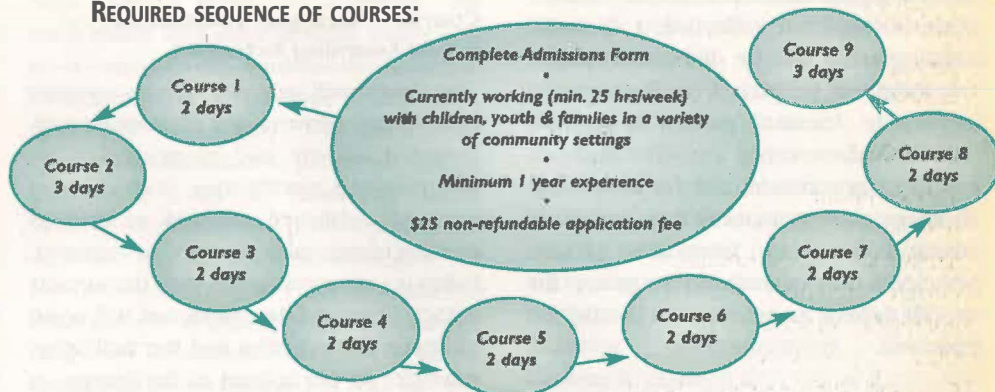 REQUIRED SEQUENCE OF COURSES:
Complete Admissions Form
•
Currently working (min. 25 hrs/week)
with children, youth & families in a variety
of community settings
•
Minimum 1 year experience
•
$25 non-refundable application fee
Course 1
2 days
Course 2
3 days
Course 3
2 days
Course 4
2 days
Course 5
2 days
Course 6
2 days
Course 7
2 days
Course 8
2 days
Course 9
3 days